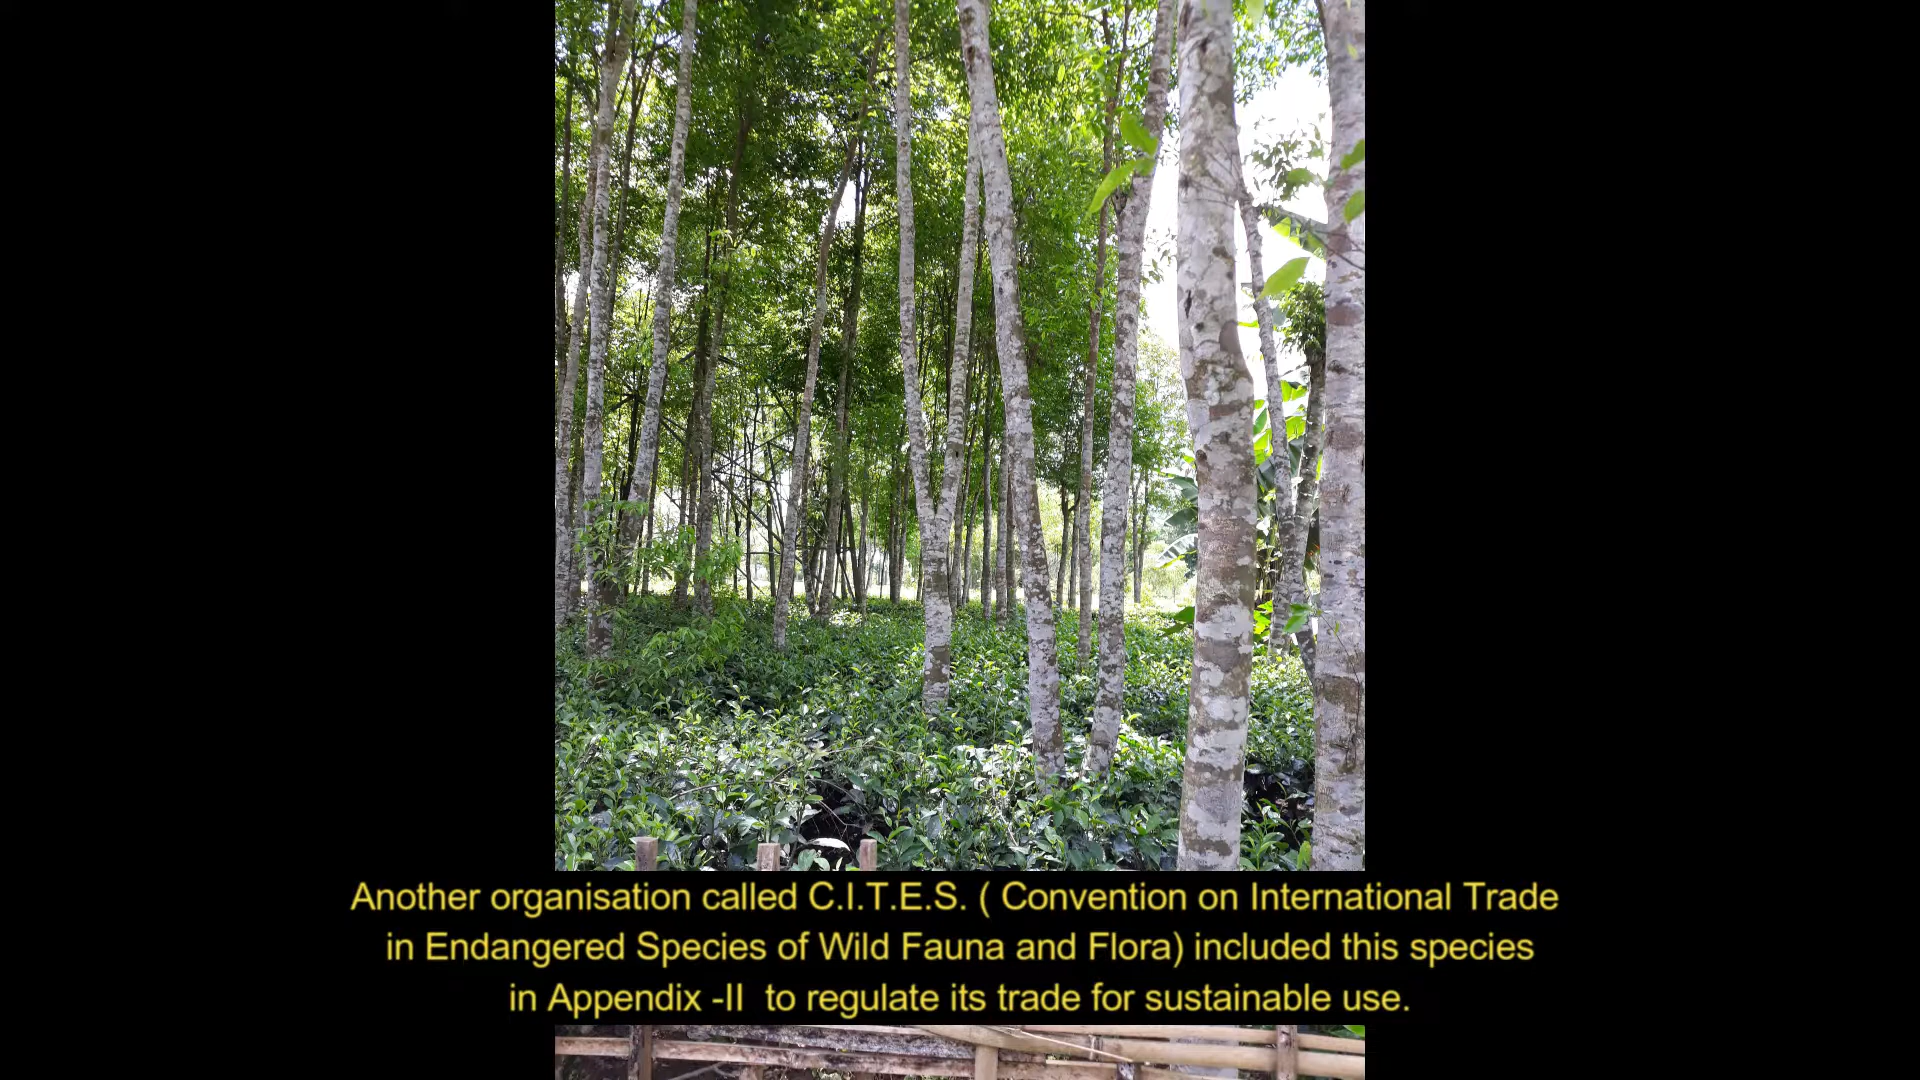 Another organisation called C.I.T.E.S. ( Convention on International Trade
in Endangered Species of Wild Fauna and Flora) included this species
in Appendix -II  to regulate its trade for sustainable use.